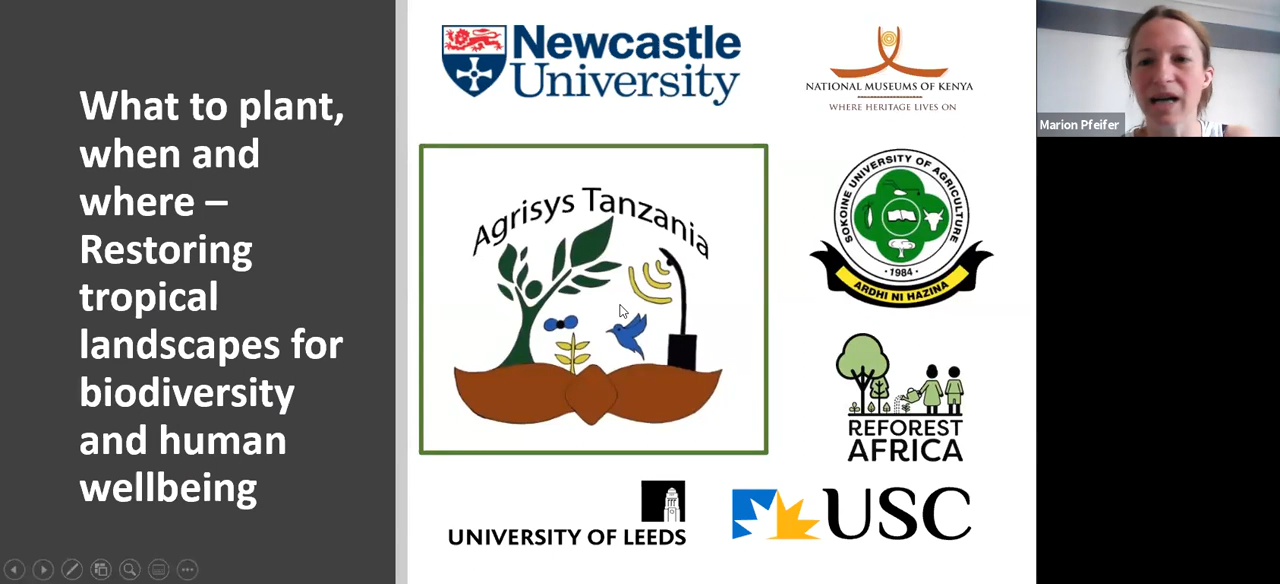 What to plant,
when and
where –
Restoring
tropical
landscapes for
biodiversity
and human
wellbeing
Newcastle
University
NATIONAL MUSEUMS OF KENYA
WHERE HERITAGE LIVES ON
Agrisys Tanzania
SOKOINE UNIVERSITY OF AGRICULTURE
· 1984 ·
ARDHI NI HAZINA
REFOREST
AFRICA
UNIVERSITY OF LEEDS
USC
Marion Pfeifer